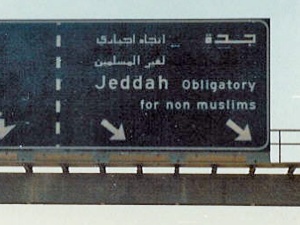 جدة اتجاه اجباري
لغير المسلمين
Jeddah Obligatory
for non muslims